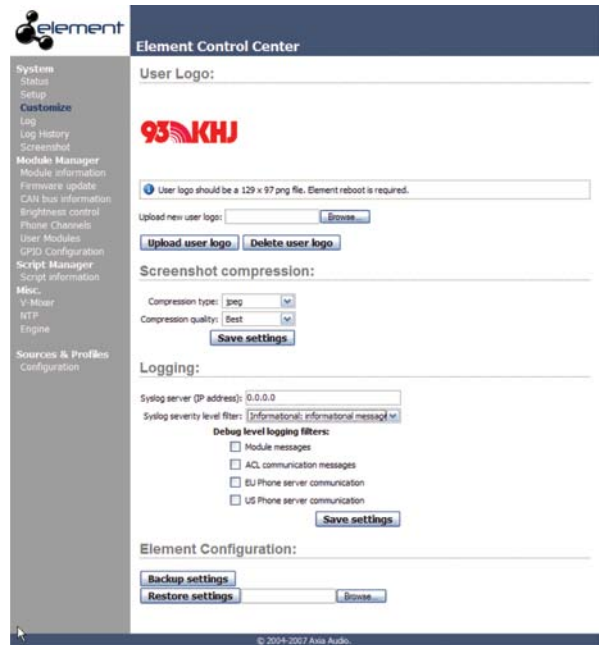 element
Element Control Center
System
Status
Setup
Customize
Log
Log History
Screenshot
Module Manager
Module information
Firmware update
CAN bus information
Brightness control
Phone Channels
User Modules
GPIO Configuration
Script Manager
Script information
Misc.
V-Mixer
NTP
Engine
Sources & Profiles
Configuration
User Logo:
93 KHJ
User logo should be a 129 x 97 png file. Element reboot is required.
Upload new user logo: Browse...
Upload user logo Delete user logo
Screenshot compression:
Compression type: jpeg
Compression quality: Best
Save settings
Logging:
Syslog server (IP address): 0.0.0.0
Syslog severity level filter: Informational: informational messag
Debug level logging filters:
Module messages
ACL communication messages
EU Phone server communication
US Phone server communication
Save settings
Element Configuration:
Backup settings
Restore settings Browse...
© 2004-2007 Axia Audio.